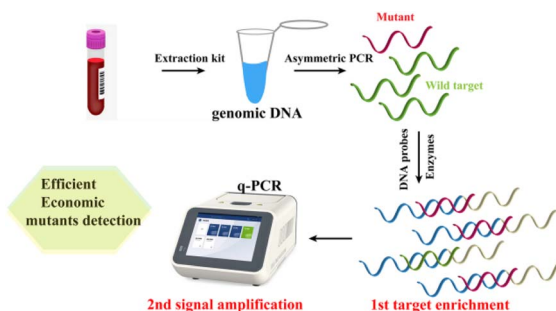 Mutant
Extraction kit
Asymmetric PCR
Wild target
genomic DNA
DNA probes
Enzymes
q-PCR
Efficient
Economic
mutants detection
2nd signal amplification
1st target enrichment